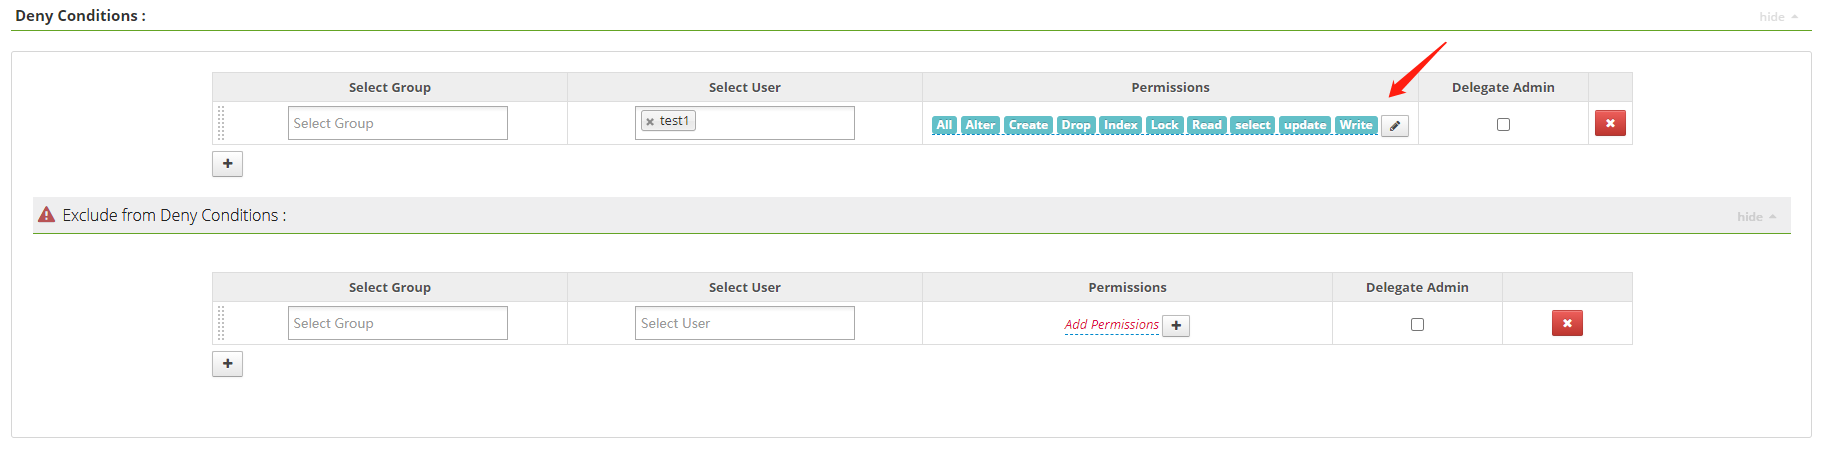 Deny Conditions :
hide
Select Group Select User Permissions Delegate Admin
Select Group test1 All Alter Create Drop Index Lock Read select update Write
Exclude from Deny Conditions :
hide
Select Group Select User Permissions Delegate Admin
Select Group Select User Add Permissions